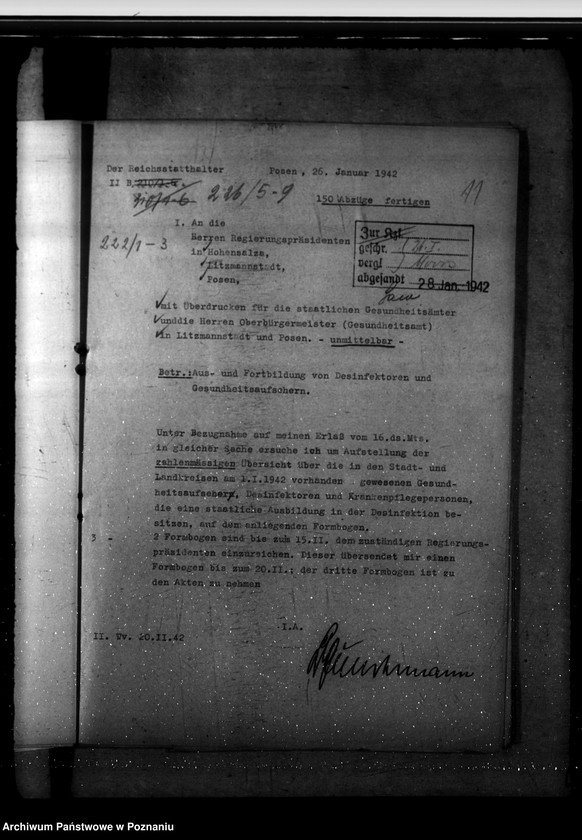 Der Reichsstatthalter Posen, 26. Januar 1942
II B
226/5-9
11
150 Abzüge fertigen
222/1-3
I. An die
Herren Regierungspräsidenten
in Hohensalza,
Litzmannstadt,
Posen,
Zur Kzl.
geschr.
vergl
abgesandt 28. Jan. 1942
mit Überdrucken für die staatlichen Gesundheitsämter
unddie Herren Oberbürgermeister (Gesundheitsamt)
in Litzmannstadt und Posen. - unmittelbar -
Betr.:Aus- und Fortbildung von Desinfektoren und
Gesundheitsaufsehern.
Unter Bezugnahme auf meinen Erlaß vom 16.ds.Mts.
in gleicher Sache ersuche ich um Aufstellung der
zahlenmässigen Übersicht über die in den Stadt- und
Landkreisen am 1.I.1942 vorhanden gewesenen Gesund-
heitsaufseher, Desinfektoren und Krankenpflegepersonen,
die eine staatliche Ausbildung in der Desinfektion be-
sitzen, auf dem anliegenden Formbogen.
3 - 2 Formbogen sind bis zum 15.II. dem zuständigen Regierungs-
präsidenten einzureichen. Dieser übersendet mir einen
Formbogen bis zum 20.II.; der dritte Formbogen ist zu
den Akten zu nehmen
I.A.
II. Wv. 20.II.42
Archiwum Państwowe w Poznaniu